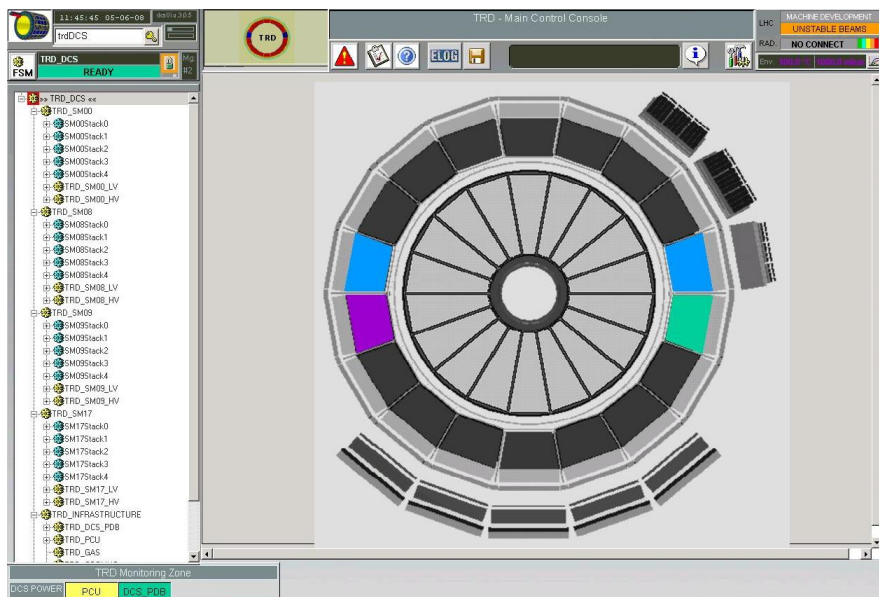 11:45:45 05-06-08
trdDCS
TRD
TRD - Main Control Console
ELOG
LHC
MACHINE DEVELOPMENT
UNSTABLE BEAMS
RAD.
NO CONNECT
Env
FSM
TRD_DCS
READY
Mg.
#2
>> TRD_DCS <<
TRD_SM00
SM00Stack0
SM00Stack1
SM00Stack2
SM00Stack3
SM00Stack4
TRD_SM00_LV
TRD_SM00_HV
TRD_SM08
SM08Stack0
SM08Stack1
SM08Stack2
SM08Stack3
SM08Stack4
TRD_SM08_LV
TRD_SM08_HV
TRD_SM09
SM09Stack0
SM09Stack1
SM09Stack2
SM09Stack3
SM09Stack4
TRD_SM09_LV
TRD_SM09_HV
TRD_SM17
SM17Stack0
SM17Stack1
SM17Stack2
SM17Stack3
SM17Stack4
TRD_SM17_LV
TRD_SM17_HV
TRD_INFRASTRUCTURE
TRD_DCS_PDB
TRD_PCU
TRD_GAS
TRD Monitoring Zone
DCS POWER
PCU
DCS_PDB